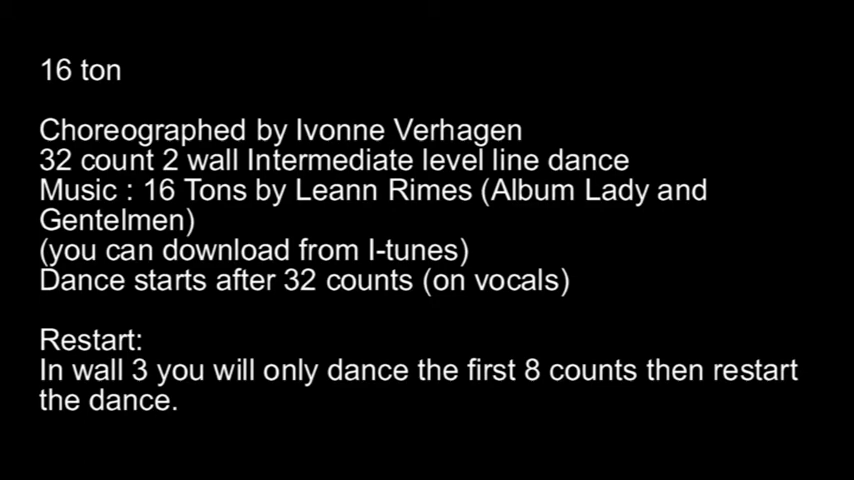 16 ton
Choreographed by Ivonne Verhagen
32 count 2 wall Intermediate level line dance
Music : 16 Tons by Leann Rimes (Album Lady and
Gentelmen)
(you can download from I-tunes)
Dance starts after 32 counts (on vocals)
Restart:
In wall 3 you will only dance the first 8 counts then restart
the dance.